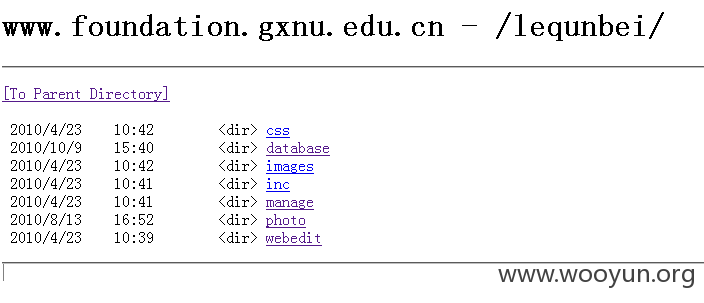 www.foundation.gxnu.edu.cn - /lequnbei/
[To Parent Directory]
2010/4/23 10:42 <dir> css
2010/10/9 15:40 <dir> database
2010/4/23 10:42 <dir> images
2010/4/23 10:41 <dir> inc
2010/4/23 10:41 <dir> manage
2010/8/13 16:52 <dir> photo
2010/4/23 10:39 <dir> webedit
www.wooyun.org